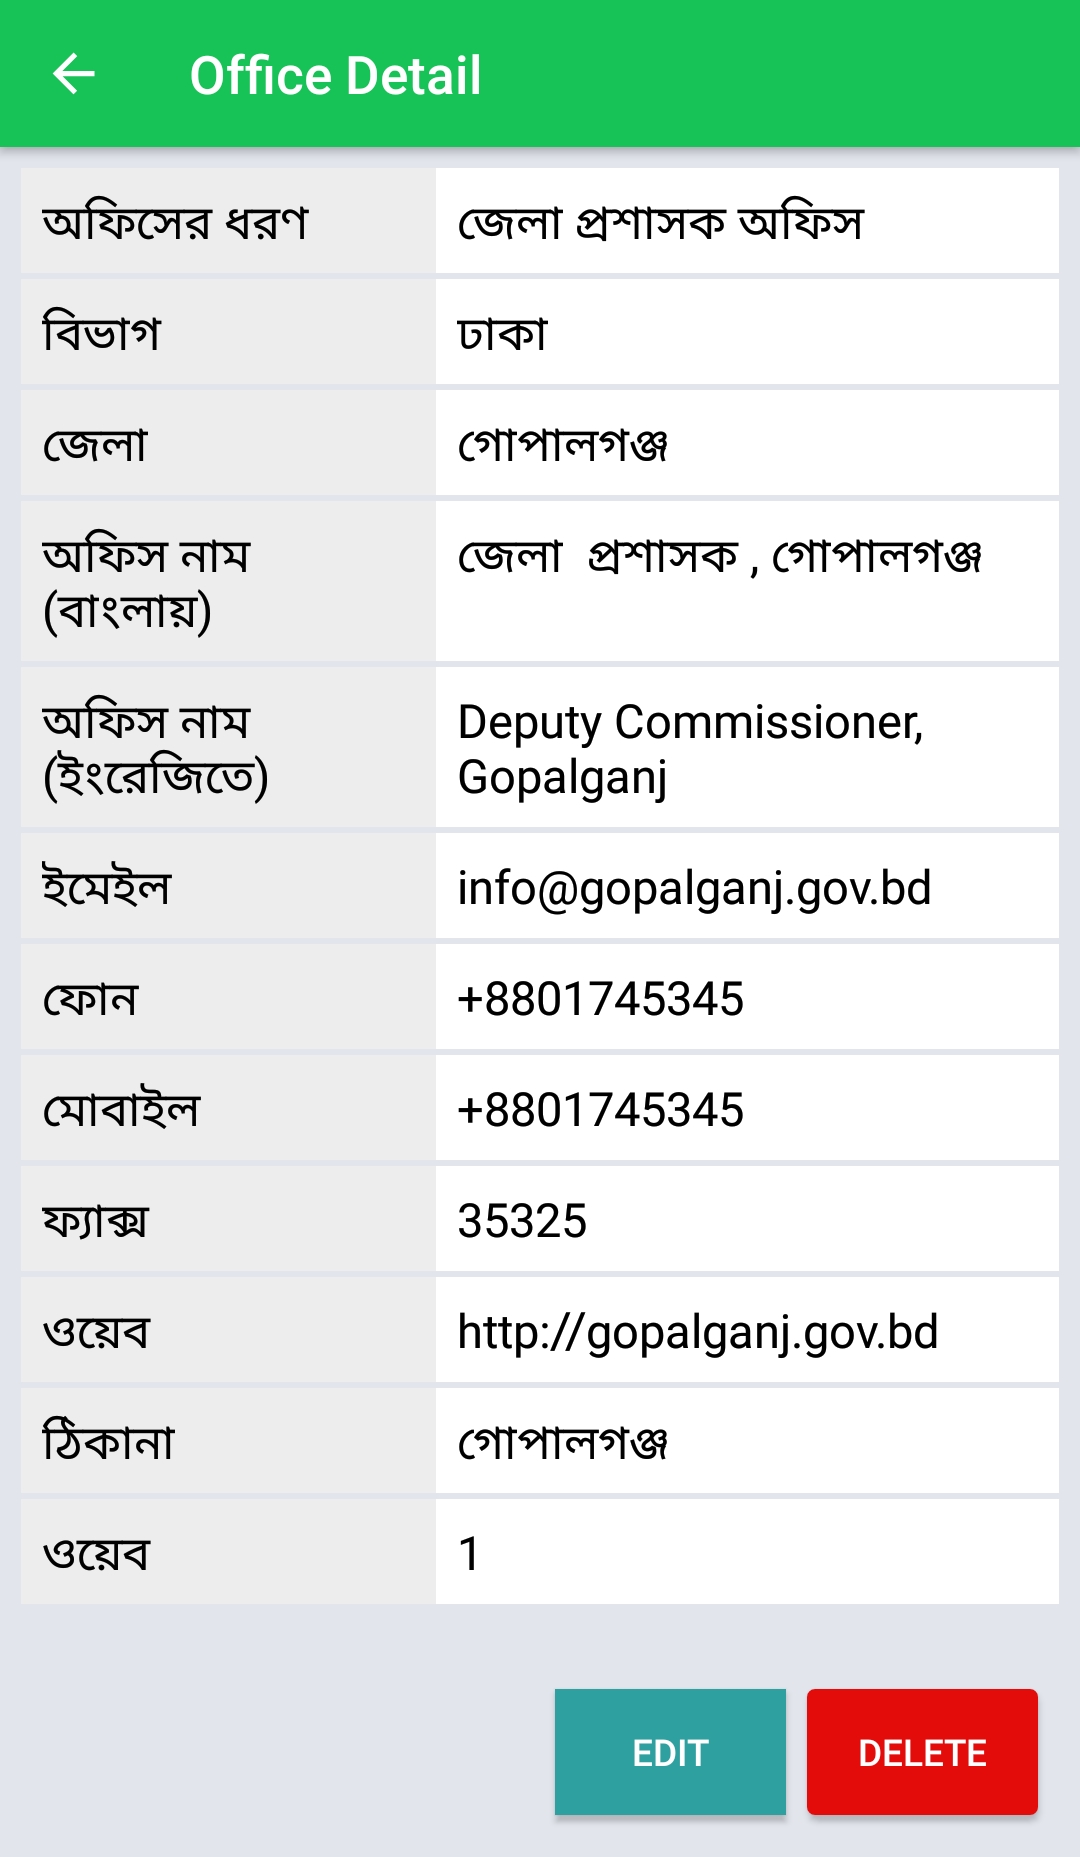 Office Detail
অফিসের ধরণ
জেলা প্রশাসক অফিস
বিভাগ
ঢাকা
জেলা
গোপালগঞ্জ
অফিস নাম
(বাংলায়)
জেলা  প্রশাসক , গোপালগঞ্জ
অফিস নাম
(ইংরেজিতে)
Deputy Commissioner,
Gopalganj
ইমেইল
info@gopalganj.gov.bd
ফোন
+8801745345
মোবাইল
+8801745345
ফ্যাক্স
35325
ওয়েব
http://gopalganj.gov.bd
ঠিকানা
গোপালগঞ্জ
ওয়েব
1
EDIT
DELETE